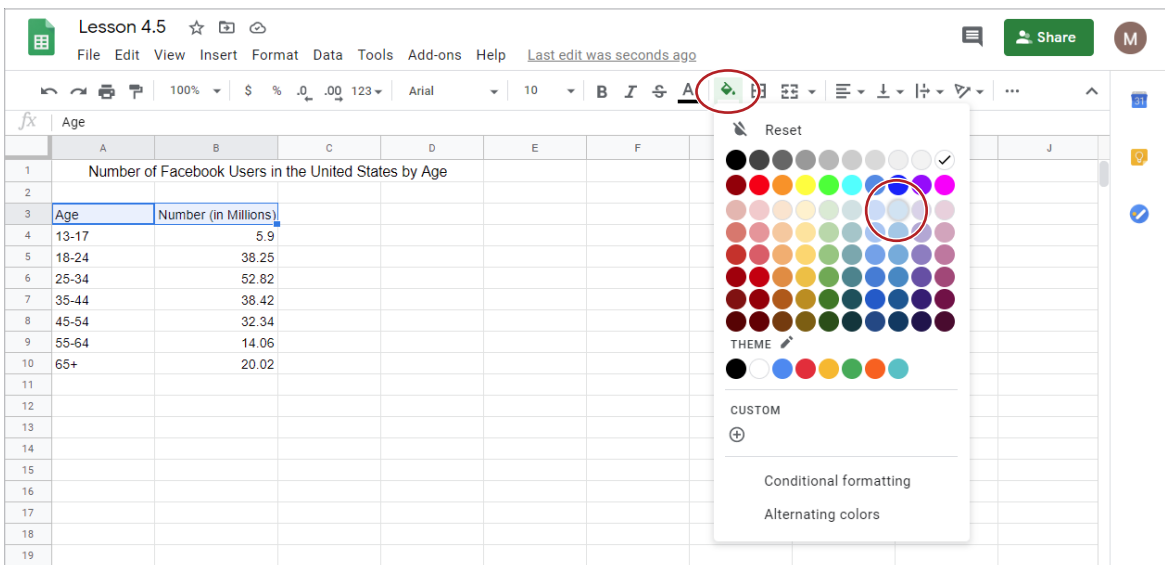 Lesson 4.5
File Edit View Insert Format Data Tools Add-ons Help Last edit was seconds ago
Share
M
100% $ % .0 .00 123 Arial 10 B I S A
31
fx Age
A B C D E F J
1 Number of Facebook Users in the United States by Age
2
3 Age Number (in Millions)
4 13-17 5.9
5 18-24 38.25
6 25-34 52.82
7 35-44 38.42
8 45-54 32.34
9 55-64 14.06
10 65+ 20.02
11
12
13
14
15
16
17
18
19
Reset
THEME
CUSTOM
Conditional formatting
Alternating colors